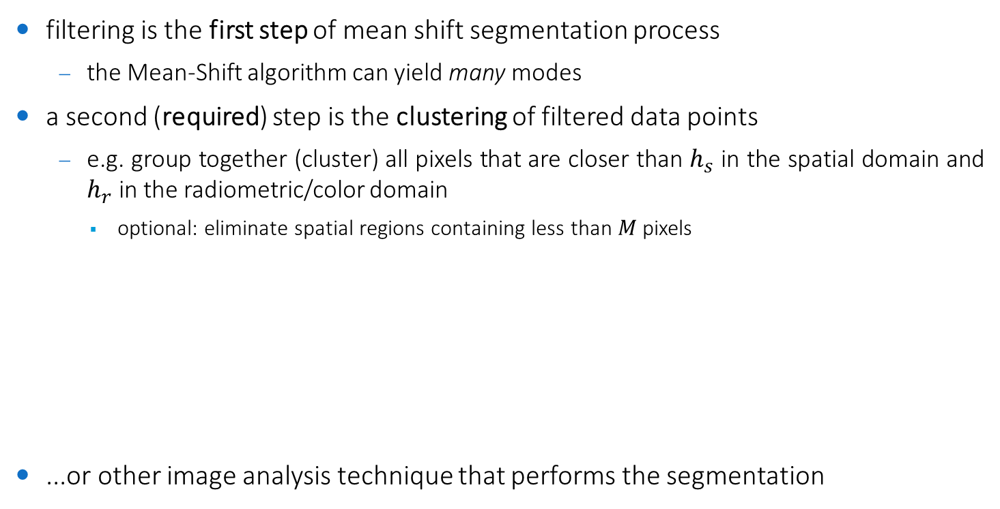 • filtering is the first step of mean shift segmentation process
– the Mean-Shift algorithm can yield many modes
• a second (required) step is the clustering of filtered data points
– e.g. group together (cluster) all pixels that are closer than hₛ in the spatial domain and
hᵣ in the radiometric/color domain
▪ optional: eliminate spatial regions containing less than M pixels
• ...or other image analysis technique that performs the segmentation